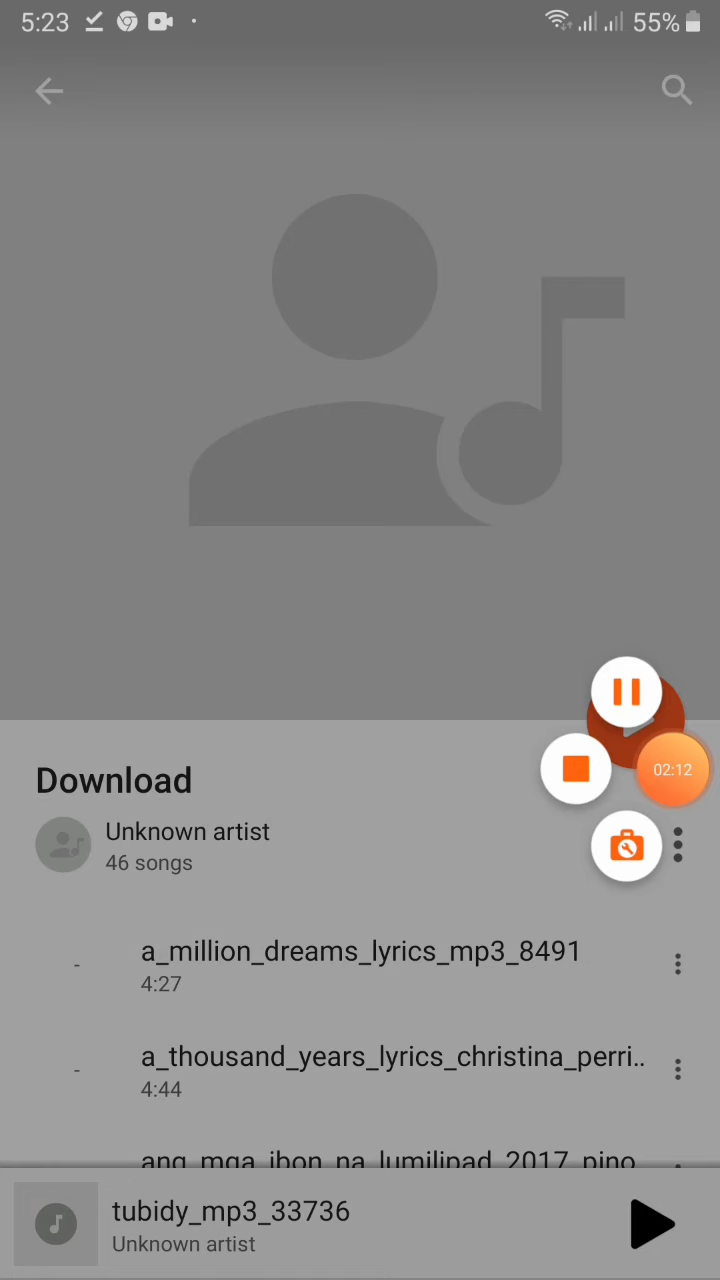 5:23 55%
02:12
Download
Unknown artist
46 songs
- a_million_dreams_lyrics_mp3_8491
4:27
- a_thousand_years_lyrics_christina_perri..
4:44
ang_mga_ibon_na_lumilipad_2017_pino
tubidy_mp3_33736
Unknown artist